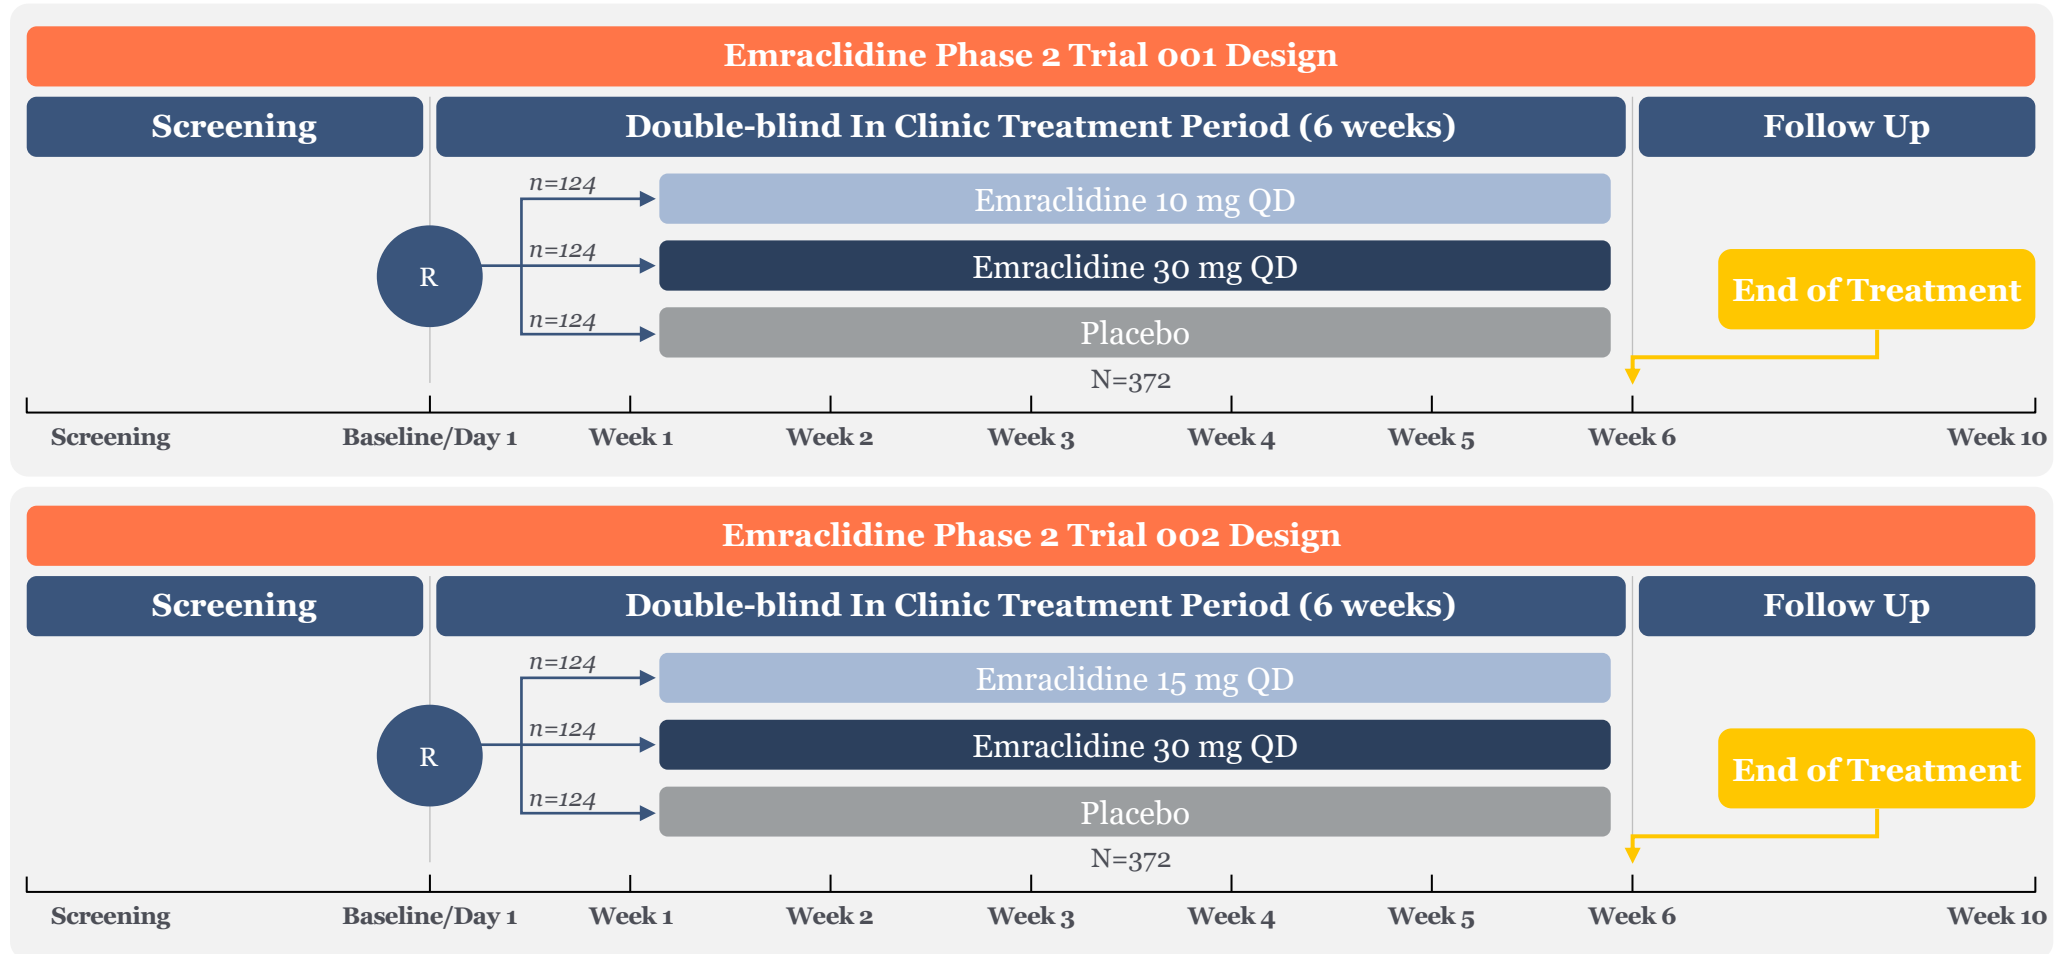 Emraclidine Phase 2 Trial 001 Design
Screening
Double-blind In Clinic Treatment Period (6 weeks)
Follow Up
n=124
Emraclidine 10 mg QD
R
n=124
Emraclidine 30 mg QD
End of Treatment
n=124
Placebo
N=372
Screening
Baseline/Day 1
Week 1
Week 2
Week 3
Week 4
Week 5
Week 6
Week 10
Emraclidine Phase 2 Trial 002 Design
Screening
Double-blind In Clinic Treatment Period (6 weeks)
Follow Up
n=124
Emraclidine 15 mg QD
R
n=124
Emraclidine 30 mg QD
End of Treatment
n=124
Placebo
N=372
Screening
Baseline/Day 1
Week 1
Week 2
Week 3
Week 4
Week 5
Week 6
Week 10